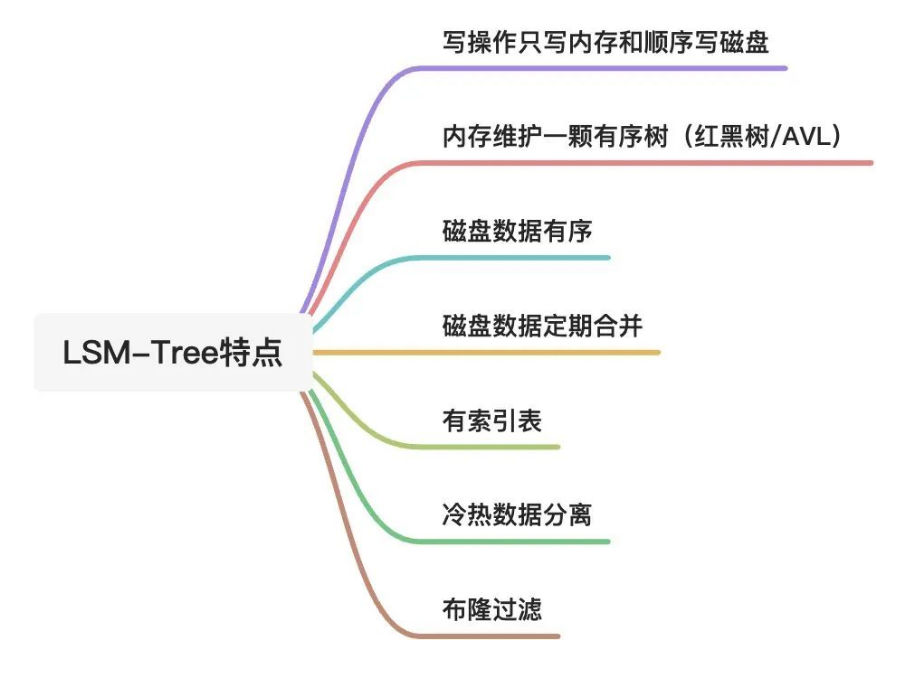 写操作只写内存和顺序写磁盘
内存维护一颗有序树（红黑树/AVL）
磁盘数据有序
LSM-Tree特点
磁盘数据定期合并
有索引表
冷热数据分离
布隆过滤